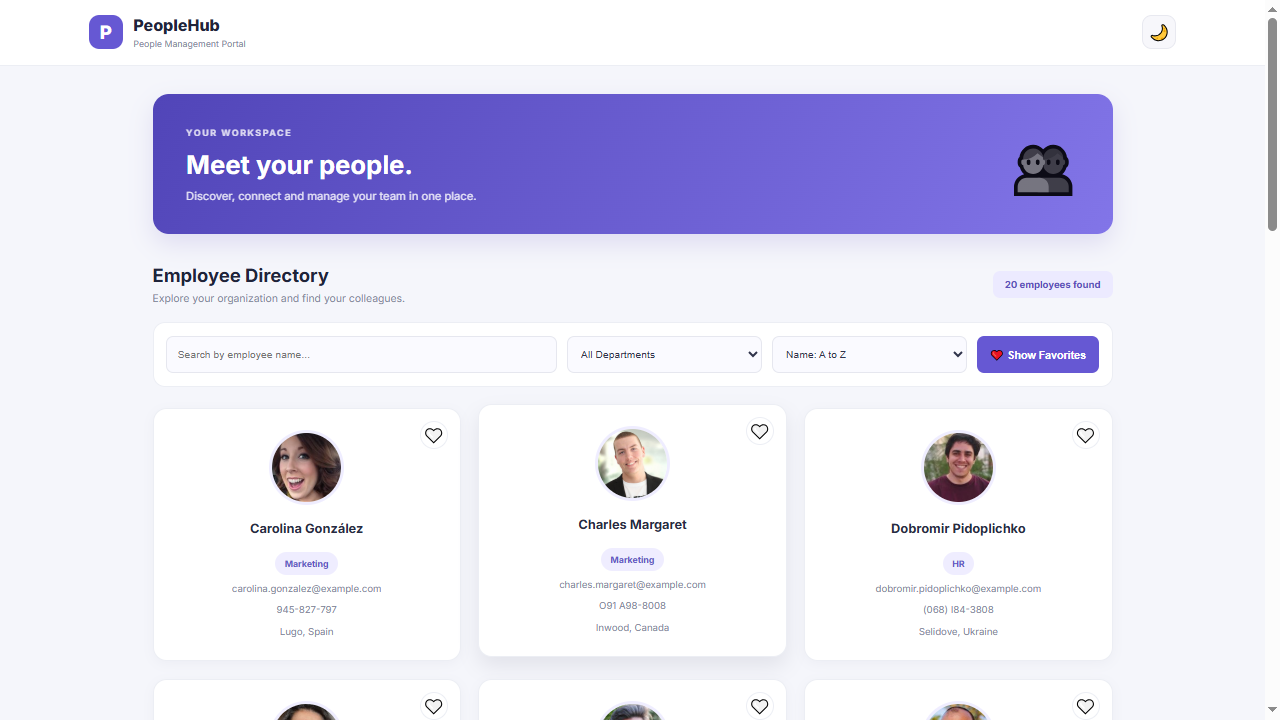 P
PeopleHub
People Management Portal
YOUR WORKSPACE
Meet your people.
Discover, connect and manage your team in one place.
Employee Directory
Explore your organization and find your colleagues.
20 employees found
Search by employee name...
All Departments
Name: A to Z
Show Favorites
Carolina González
Marketing
carolina.gonzalez@example.com
945-827-797
Lugo, Spain
Charles Margaret
Marketing
charles.margaret@example.com
O91 A98-8008
Inwood, Canada
Dobromir Pidoplichko
HR
dobromir.pidoplichko@example.com
(068) I84-3808
Selidove, Ukraine